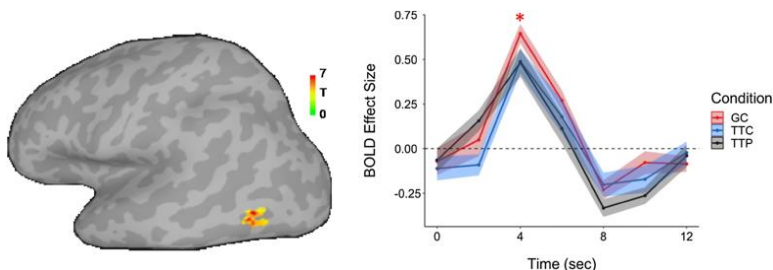 7
T
0
*
BOLD Effect Size
0.75
0.50
0.25
0.00
-0.25
0
4
8
12
Time (sec)
Condition
GC
TTC
TTP